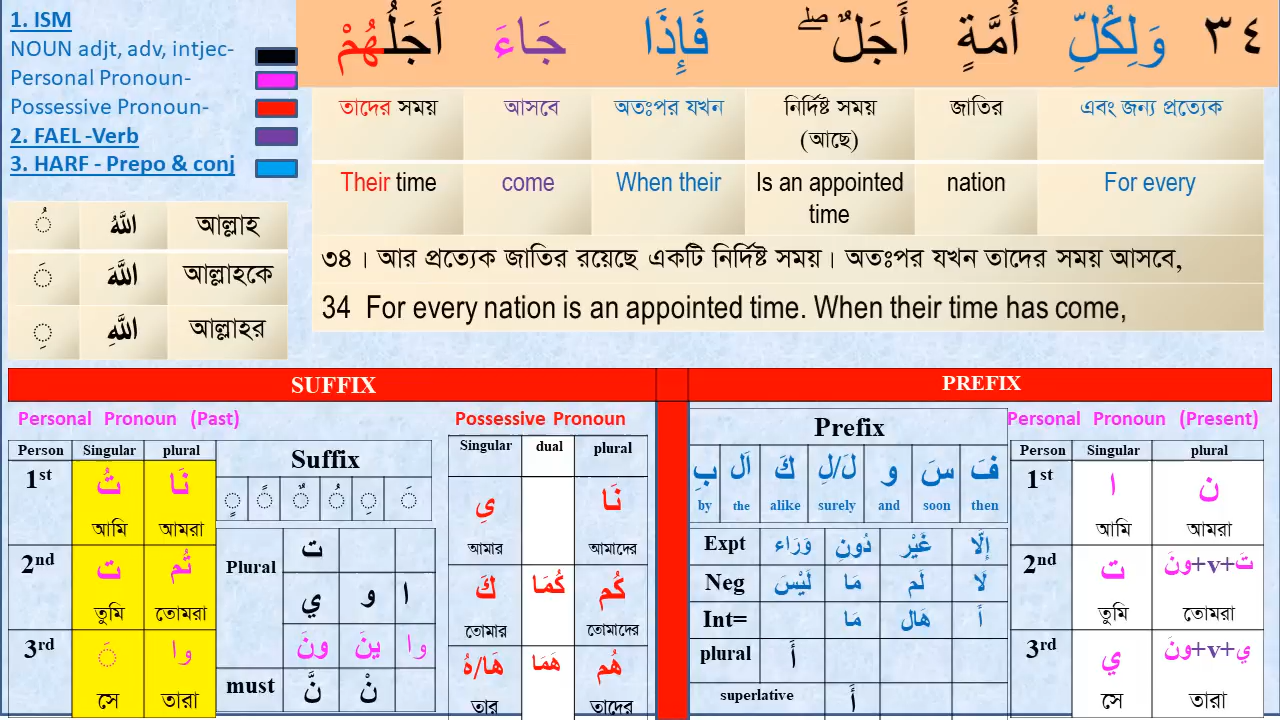 1. ISM
NOUN adjt, adv, intjec-
Personal Pronoun-
Possessive Pronoun-
2. FAEL -Verb
3. HARF - Prepo & conj
٣٤ وَلِكُلِّ أُمَّةٍ أَجَلٌ ۖ فَإِذَا جَاءَ أَجَلُهُمْ
তাদের সময় আসবে অতঃপর যখন নির্দিষ্ট সময় (আছে) জাতির এবং জন্য প্রত্যেক
Their time come When their Is an appointed time nation For every
৩৪। আর প্রত্যেক জাতির রয়েছে একটি নির্দিষ্ট সময়। অতঃপর যখন তাদের সময় আসবে,
34 For every nation is an appointed time. When their time has come,
ُ اللَّهُ আল্লাহ
َ اللَّهَ আল্লাহকে
ِ اللَّهِ আল্লাহর
SUFFIX
Personal Pronoun (Past)
Person Singular plural
1st تُ نَا
আমি আমরা
2nd ت تُم
তুমি তোমরা
3rd َ وا
সে তারা
Suffix
ٍ ً ٌ ُ ِ َ
Plural ت
ي و ا
ونَ ينَ وا
must نَّ نْ
Possessive Pronoun
Singular dual plural
يِ نَا
আমার আমাদের
كَ كُمَا كُم
তোমার তোমাদের
هَا/هُ هَمَا هُم
তার তাদের
PREFIX
Prefix
بِ اَل كَ لَ/لِ و سَ فَ
by the alike surely and soon then
Expt وَرَاء دُونِ غَيْر إِلَّا
Neg لَيْسَ مَا لَم لَا
Int= مَا هَال أَ
plural أَ
superlative أَ
Personal Pronoun (Present)
Person Singular plural
1st ا ن
আমি আমরা
2nd ت تَ+v+ونَ
তুমি তোমরা
3rd ي ي+v+ونَ
সে তারা